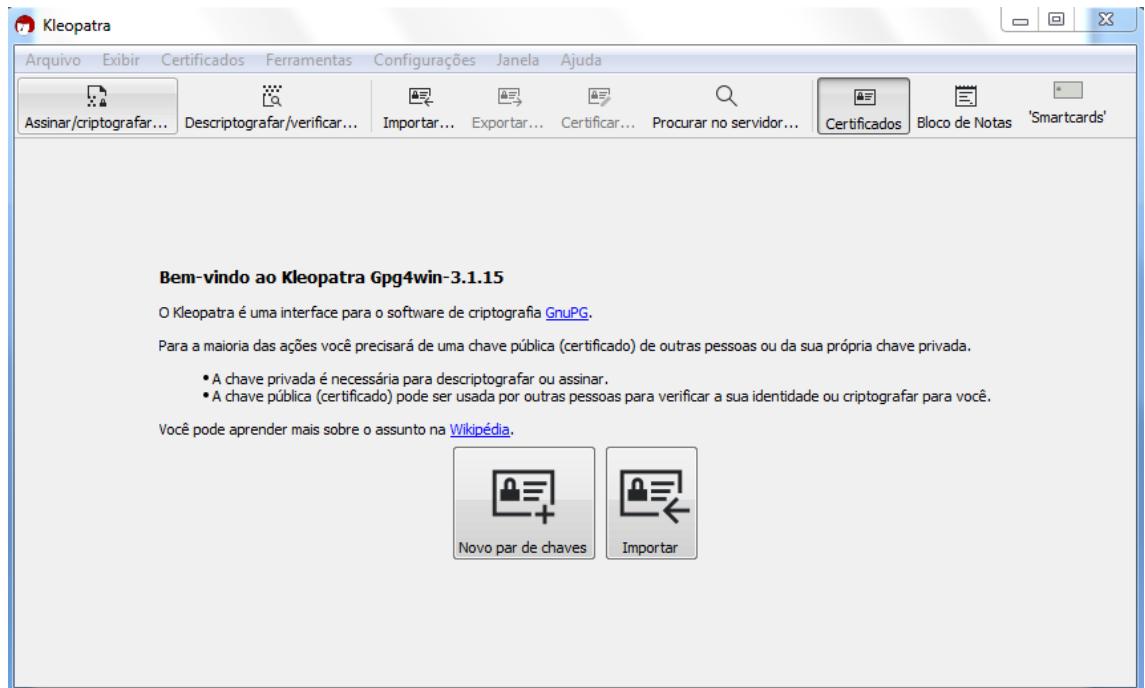 Kleopatra
Arquivo Exibir Certificados Ferramentas Configurações Janela Ajuda
Assinar/criptografar... Descriptografar/verificar... Importar... Exportar... Certificar... Procurar no servidor... Certificados Bloco de Notas 'Smartcards'
Bem-vindo ao Kleopatra Gpg4win-3.1.15
O Kleopatra é uma interface para o software de criptografia GnuPG.
Para a maioria das ações você precisará de uma chave pública (certificado) de outras pessoas ou da sua própria chave privada.
• A chave privada é necessária para descriptografar ou assinar.
• A chave pública (certificado) pode ser usada por outras pessoas para verificar a sua identidade ou criptografar para você.
Você pode aprender mais sobre o assunto na Wikipédia.
Novo par de chaves Importar